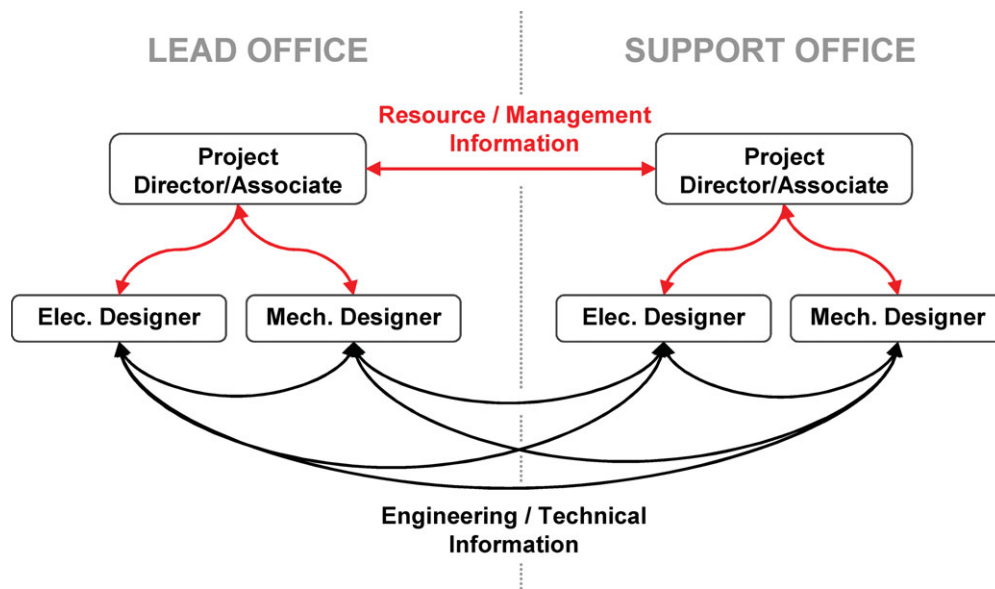 LEAD OFFICE
SUPPORT OFFICE
Resource / Management
Information
Project
Director/Associate
Project
Director/Associate
Elec. Designer
Mech. Designer
Elec. Designer
Mech. Designer
Engineering / Technical
Information